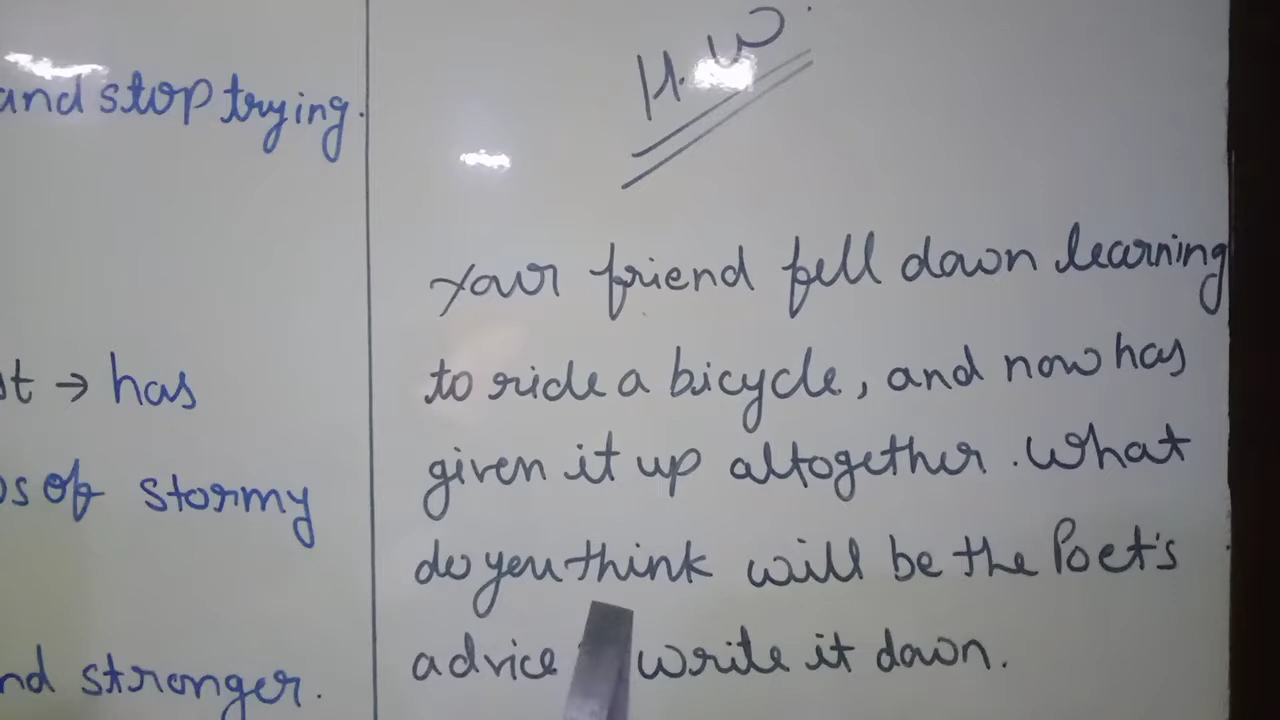 and stop trying.
→ has
of stormy
stronger.
H.W.
Your friend fell down learning
to ride a bicycle, and now has
given it up altogether. What
do you think will be the Poet's
advice write it down.